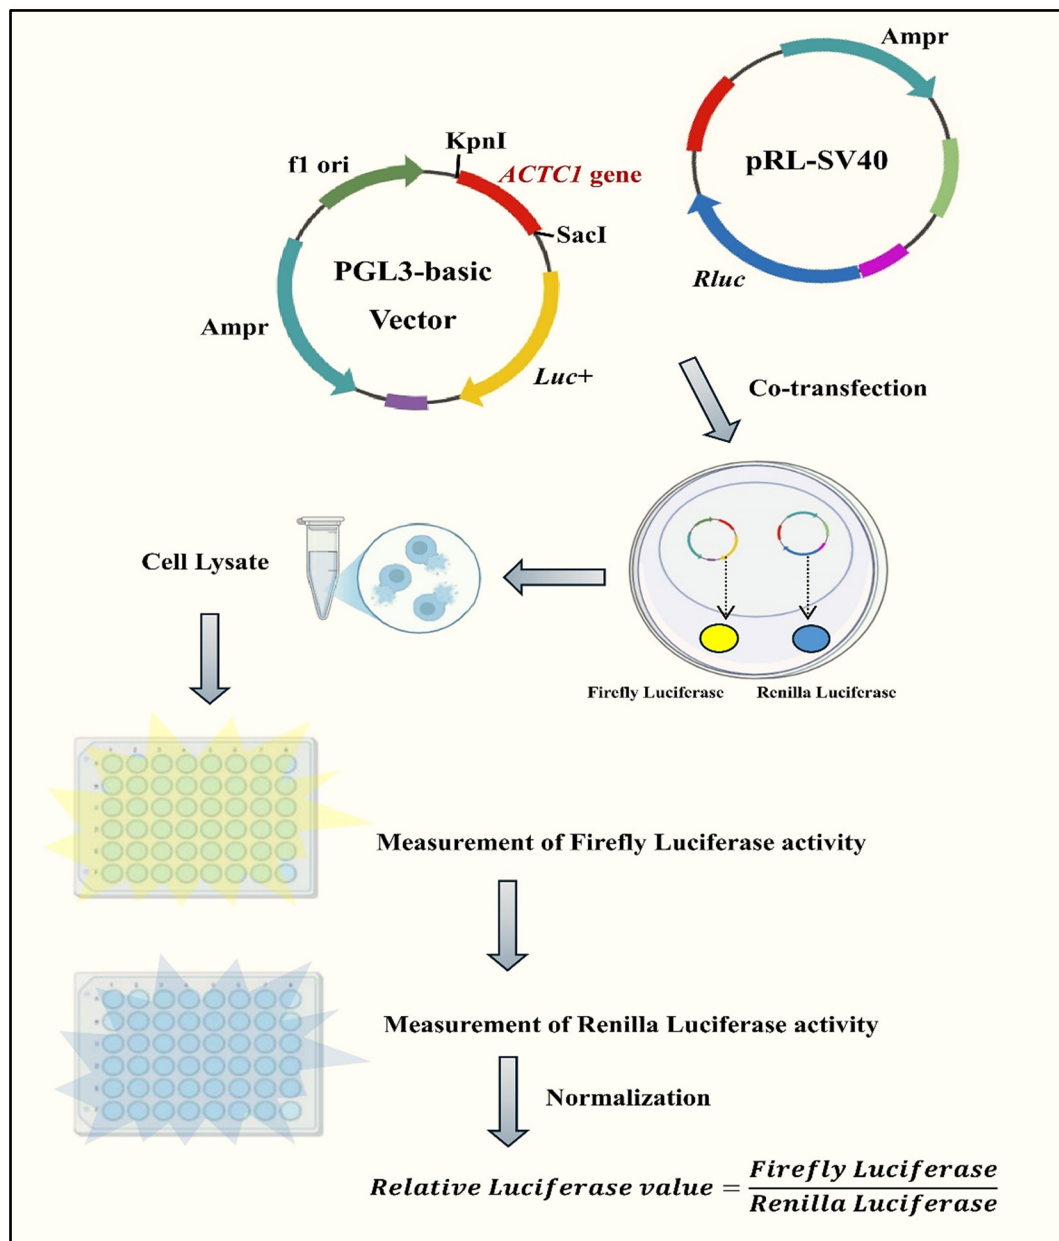 Ampr
KpnI
f1 ori
ACTC1 gene
pRL-SV40
SacI
PGL3-basic
Vector
Rluc
Ampr
Luc+
Co-transfection
Cell Lysate
Firefly Luciferase
Renilla Luciferase
Measurement of Firefly Luciferase activity
Measurement of Renilla Luciferase activity
Normalization
Relative Luciferase value = Firefly Luciferase / Renilla Luciferase